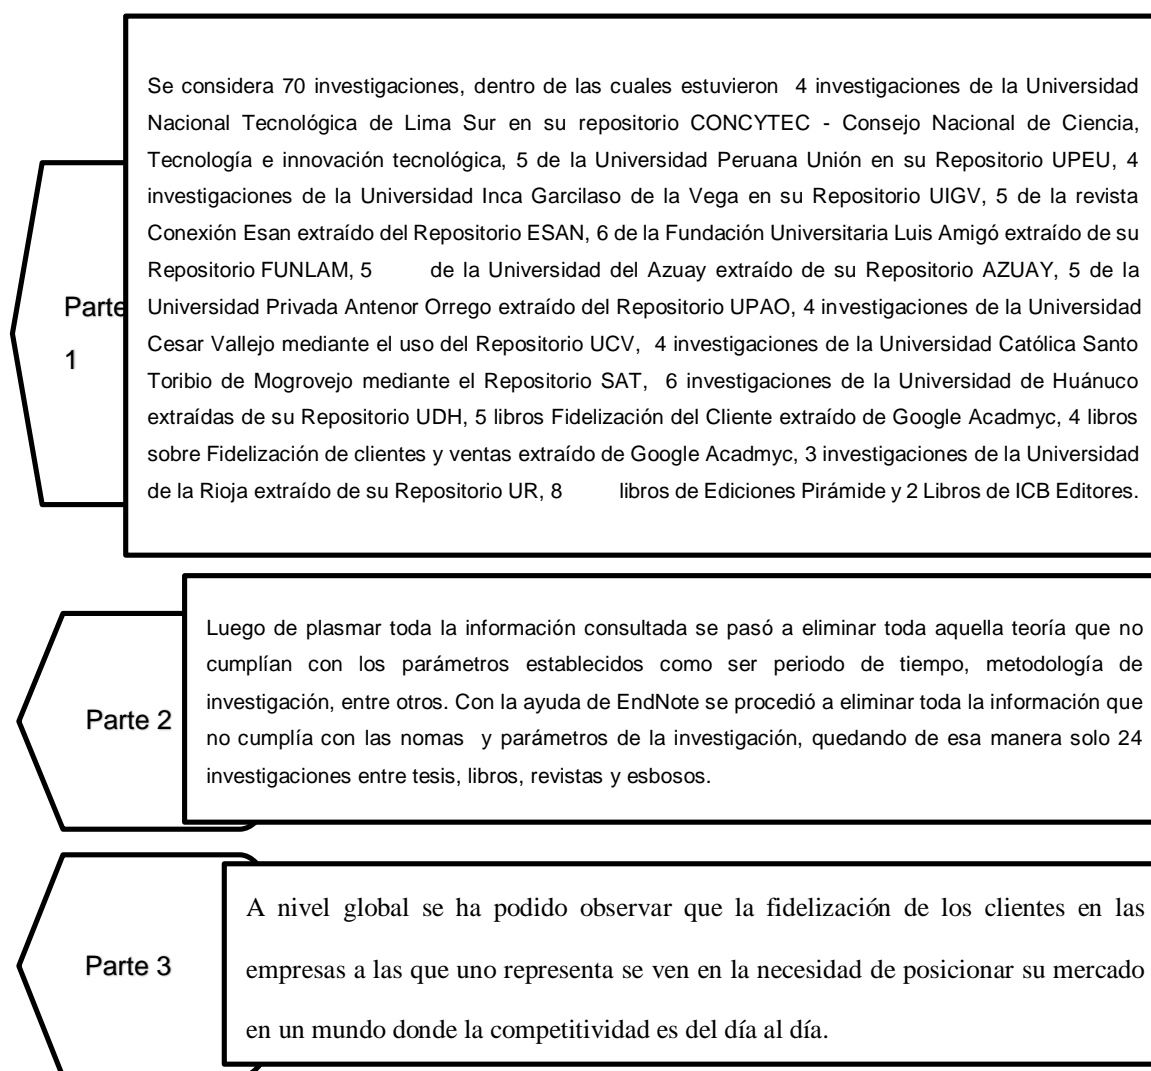 Se considera 70 investigaciones, dentro de las cuales estuvieron 4 investigaciones de la Universidad
Nacional Tecnológica de Lima Sur en su repositorio CONCYTEC - Consejo Nacional de Ciencia,
Tecnología e innovación tecnológica, 5 de la Universidad Peruana Unión en su Repositorio UPEU, 4
investigaciones de la Universidad Inca Garcilaso de la Vega en su Repositorio UIGV, 5 de la revista
Conexión Esan extraído del Repositorio ESAN, 6 de la Fundación Universitaria Luis Amigó extraído de su
Repositorio FUNLAM, 5 de la Universidad del Azuay extraído de su Repositorio AZUAY, 5 de la
Universidad Privada Antenor Orrego extraído del Repositorio UPAO, 4 investigaciones de la Universidad
Cesar Vallejo mediante el uso del Repositorio UCV, 4 investigaciones de la Universidad Católica Santo
Toribio de Mogrovejo mediante el Repositorio SAT, 6 investigaciones de la Universidad de Huánuco
extraídas de su Repositorio UDH, 5 libros Fidelización del Cliente extraído de Google Acadmyc, 4 libros
sobre Fidelización de clientes y ventas extraído de Google Acadmyc, 3 investigaciones de la Universidad
de la Rioja extraído de su Repositorio UR, 8 libros de Ediciones Pirámide y 2 Libros de ICB Editores.
Parte
1
Luego de plasmar toda la información consultada se pasó a eliminar toda aquella teoría que no
cumplían con los parámetros establecidos como ser periodo de tiempo, metodología de
investigación, entre otros. Con la ayuda de EndNote se procedió a eliminar toda la información que
no cumplía con las nomas y parámetros de la investigación, quedando de esa manera solo 24
investigaciones entre tesis, libros, revistas y esbosos.
Parte 2
A nivel global se ha podido observar que la fidelización de los clientes en las
empresas a las que uno representa se ven en la necesidad de posicionar su mercado
en un mundo donde la competitividad es del día al día.
Parte 3